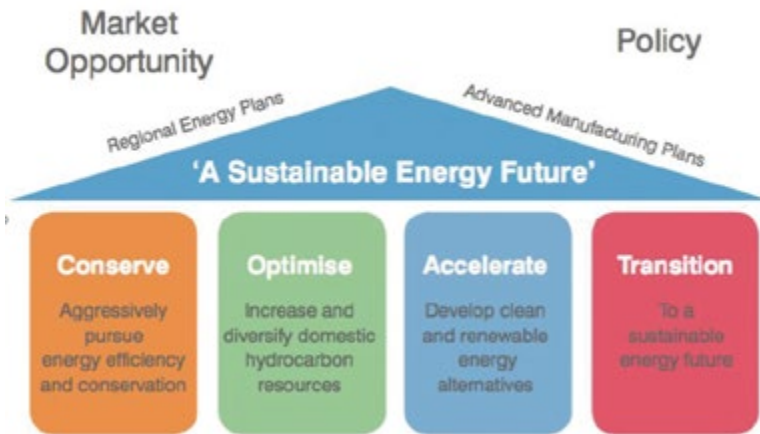 Market
Opportunity
Policy
Regional Energy Plans
Advanced Manufacturing Plans
'A Sustainable Energy Future'
Conserve
Aggressively
pursue
energy efficiency
and conservation
Optimise
Increase and
diversify domestic
hydrocarbon
resources
Accelerate
Develop clean
and renewable
energy
alternatives
Transition
To a
sustainable
energy future